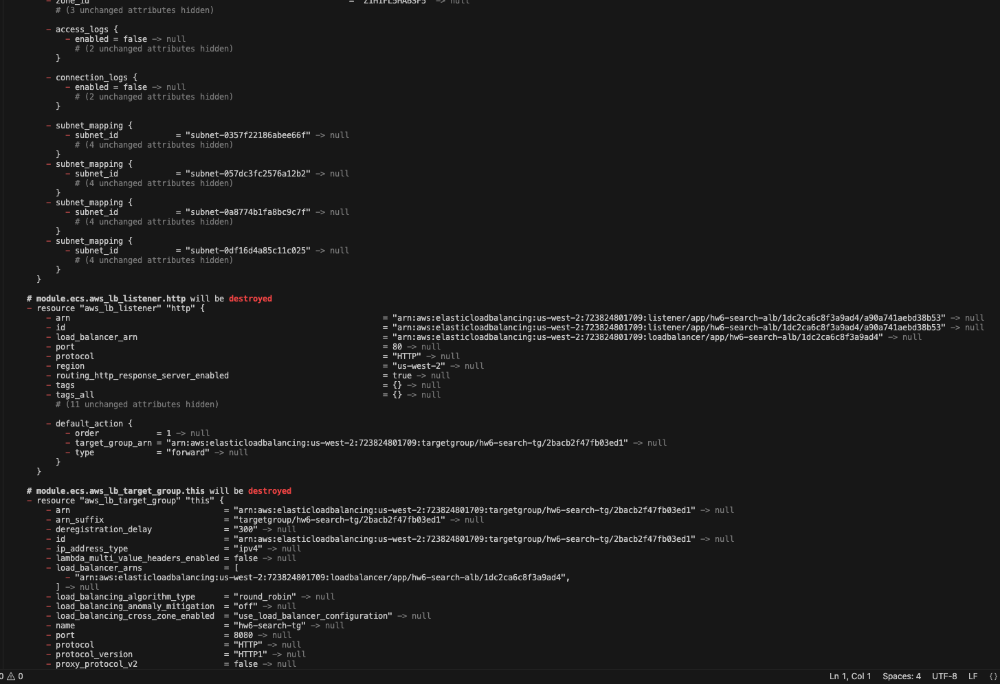 - zone_id = "Z1H1FL5HABSF5" -> null
# (3 unchanged attributes hidden)
- access_logs {
- enabled = false -> null
# (2 unchanged attributes hidden)
}
- connection_logs {
- enabled = false -> null
# (2 unchanged attributes hidden)
}
- subnet_mapping {
- subnet_id = "subnet-0357f22186abee66f" -> null
# (4 unchanged attributes hidden)
}
- subnet_mapping {
- subnet_id = "subnet-057dc3fc2576a12b2" -> null
# (4 unchanged attributes hidden)
}
- subnet_mapping {
- subnet_id = "subnet-0a8774b1fa8bc9c7f" -> null
# (4 unchanged attributes hidden)
}
- subnet_mapping {
- subnet_id = "subnet-0df16d4a85c11c025" -> null
# (4 unchanged attributes hidden)
}
}
# module.ecs.aws_lb_listener.http will be destroyed
- resource "aws_lb_listener" "http" {
- arn = "arn:aws:elasticloadbalancing:us-west-2:723824801709:listener/app/hw6-search-alb/1dc2ca6c8f3a9ad4/a90a741aebd38b53" -> null
- id = "arn:aws:elasticloadbalancing:us-west-2:723824801709:listener/app/hw6-search-alb/1dc2ca6c8f3a9ad4/a90a741aebd38b53" -> null
- load_balancer_arn = "arn:aws:elasticloadbalancing:us-west-2:723824801709:loadbalancer/app/hw6-search-alb/1dc2ca6c8f3a9ad4" -> null
- port = 80 -> null
- protocol = "HTTP" -> null
- region = "us-west-2" -> null
- routing_http_response_server_enabled = true -> null
- tags = {} -> null
- tags_all = {} -> null
# (11 unchanged attributes hidden)
- default_action {
- order = 1 -> null
- target_group_arn = "arn:aws:elasticloadbalancing:us-west-2:723824801709:targetgroup/hw6-search-tg/2bacb2f47fb03ed1" -> null
- type = "forward" -> null
}
}
# module.ecs.aws_lb_target_group.this will be destroyed
- resource "aws_lb_target_group" "this" {
- arn = "arn:aws:elasticloadbalancing:us-west-2:723824801709:targetgroup/hw6-search-tg/2bacb2f47fb03ed1" -> null
- arn_suffix = "targetgroup/hw6-search-tg/2bacb2f47fb03ed1" -> null
- deregistration_delay = "300" -> null
- id = "arn:aws:elasticloadbalancing:us-west-2:723824801709:targetgroup/hw6-search-tg/2bacb2f47fb03ed1" -> null
- ip_address_type = "ipv4" -> null
- lambda_multi_value_headers_enabled = false -> null
- load_balancer_arns = [
- "arn:aws:elasticloadbalancing:us-west-2:723824801709:loadbalancer/app/hw6-search-alb/1dc2ca6c8f3a9ad4",
] -> null
- load_balancing_algorithm_type = "round_robin" -> null
- load_balancing_anomaly_mitigation = "off" -> null
- load_balancing_cross_zone_enabled = "use_load_balancer_configuration" -> null
- name = "hw6-search-tg" -> null
- port = 8080 -> null
- protocol = "HTTP" -> null
- protocol_version = "HTTP1" -> null
- proxy_protocol_v2 = false -> null
0 ⚠ 0 Ln 1, Col 1 Spaces: 4 UTF-8 LF {}